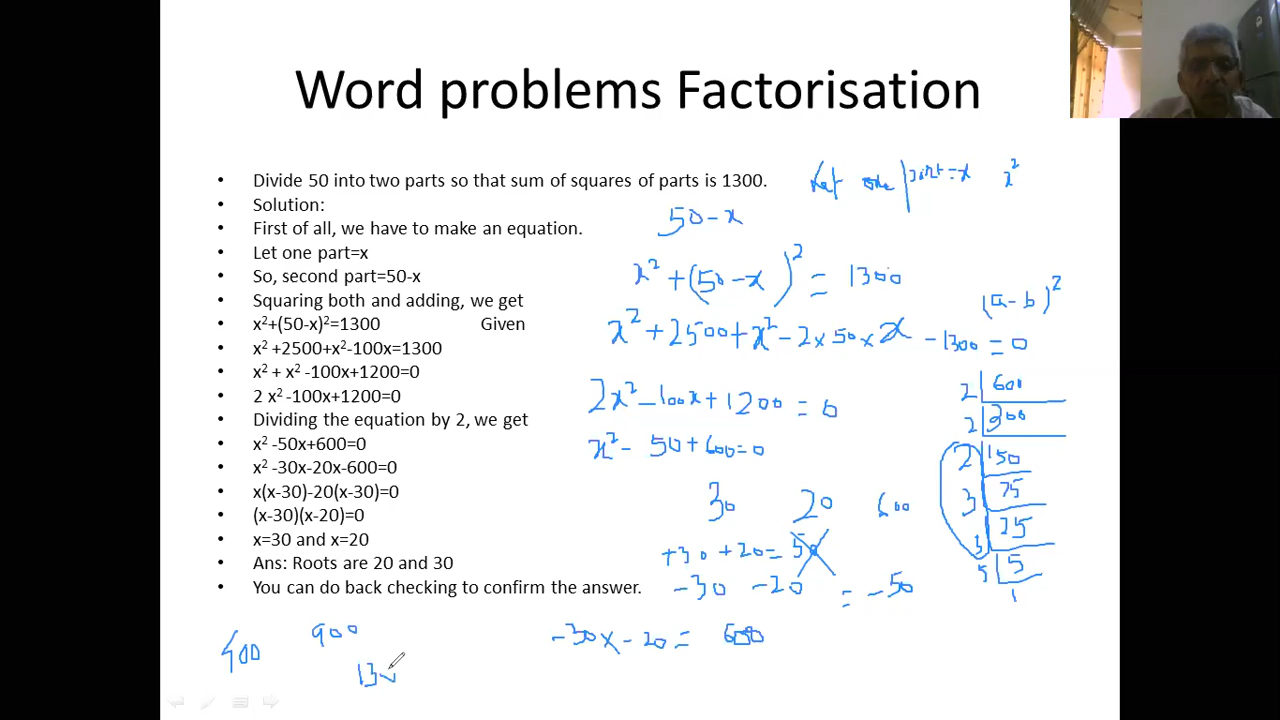 Word problems Factorisation
• Divide 50 into two parts so that sum of squares of parts is 1300.
• Solution:
• First of all, we have to make an equation.
• Let one part=x
• So, second part=50-x
• Squaring both and adding, we get
• x²+(50-x)²=1300 Given
• x² +2500+x²-100x=1300
• x² + x² -100x+1200=0
• 2 x² -100x+1200=0
• Dividing the equation by 2, we get
• x² -50x+600=0
• x² -30x-20x-600=0
• x(x-30)-20(x-30)=0
• (x-30)(x-20)=0
• x=30 and x=20
• Ans: Roots are 20 and 30
• You can do back checking to confirm the answer.
Let one part=x x²
50-x
x²+(50-x)²=1300
(a-b)²
x²+2500+x²-2×50×x-1300=0
2x²-100x+1200=0
x²-50+600=0
30 20 600
+30+20=50
-30 -20 =-50
-30×-20=600
2 600
2 300
2 150
3 75
25
5 5
1
400 900